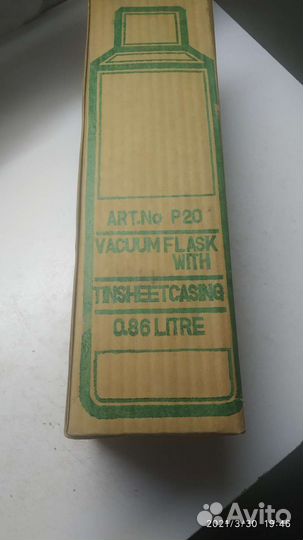 ART.No P20
VACUUM FLASK
WITH
TINSHEETCASING
0.86 LITRE
2021/3/30 19:46
Avito